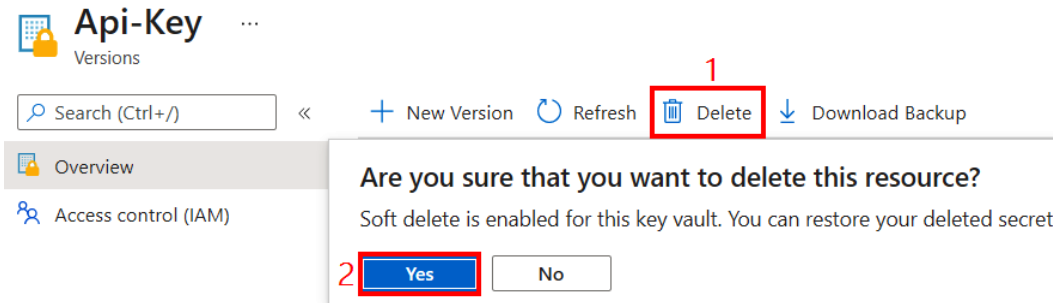 Api-Key ...
Versions
1
Search (Ctrl+/) «
New Version Refresh Delete Download Backup
Overview
Access control (IAM)
Are you sure that you want to delete this resource?
Soft delete is enabled for this key vault. You can restore your deleted secret
2 Yes No